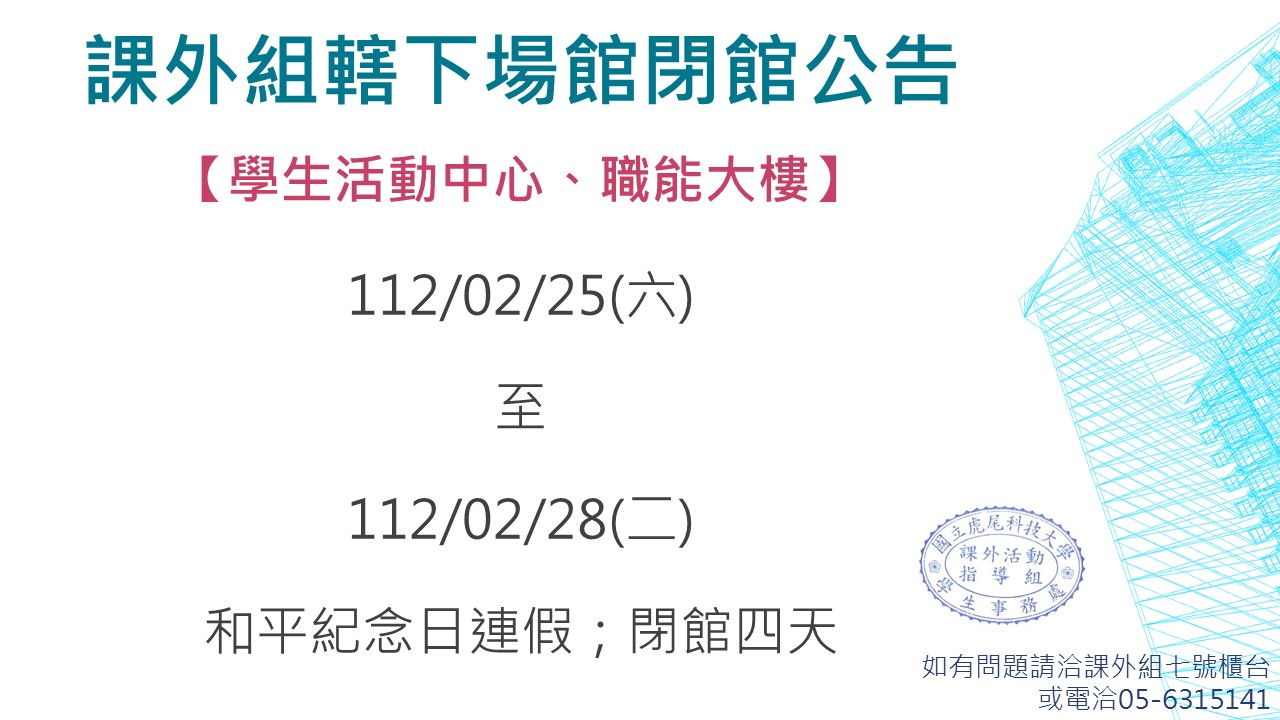 課外組轄下場館閉館公告
【學生活動中心、職能大樓】
112/02/25(六)
至
112/02/28(二)
和平紀念日連假；閉館四天
國立虎尾科技大學
課外活動
指導組
學生事務處
如有問題請洽課外組七號櫃台
或電洽05-6315141